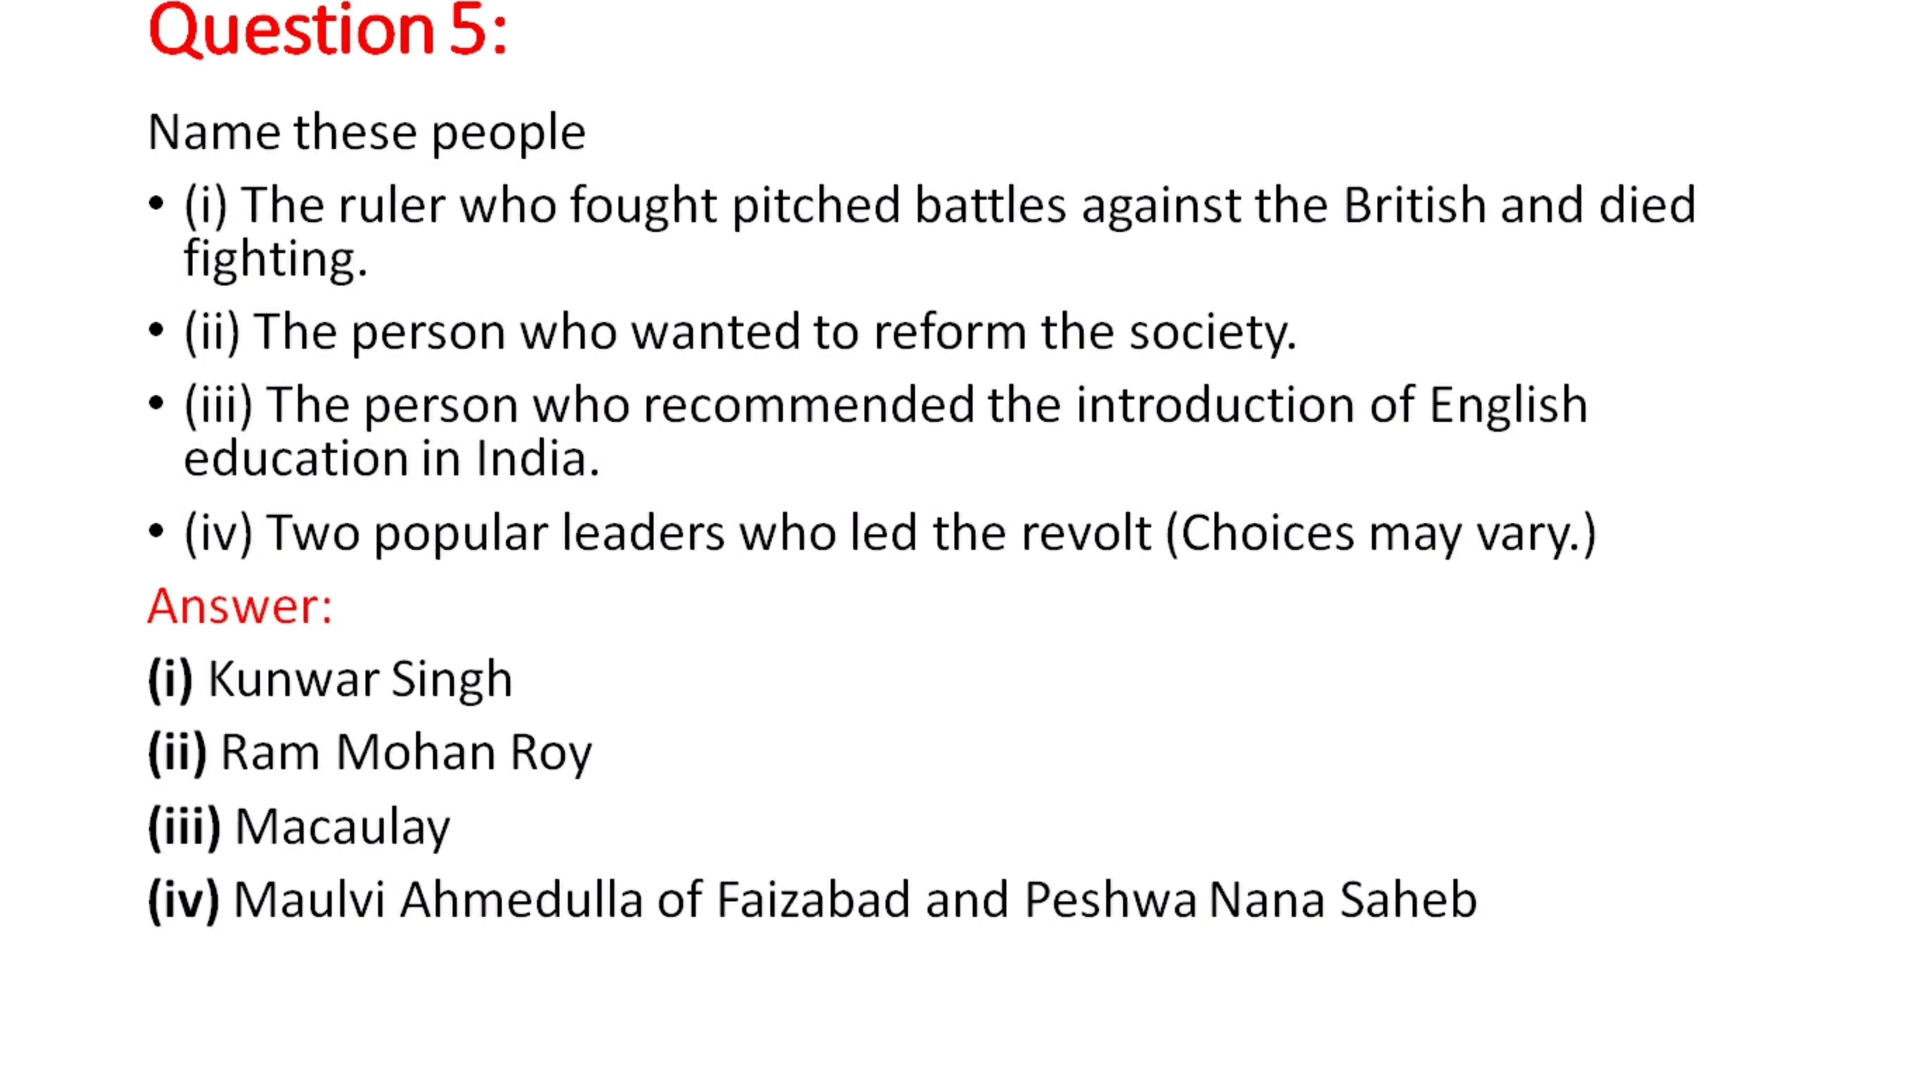 Question 5:
Name these people
• (i) The ruler who fought pitched battles against the British and died
fighting.
• (ii) The person who wanted to reform the society.
• (iii) The person who recommended the introduction of English
education in India.
• (iv) Two popular leaders who led the revolt (Choices may vary.)
Answer:
(i) Kunwar Singh
(ii) Ram Mohan Roy
(iii) Macaulay
(iv) Maulvi Ahmedulla of Faizabad and Peshwa Nana Saheb